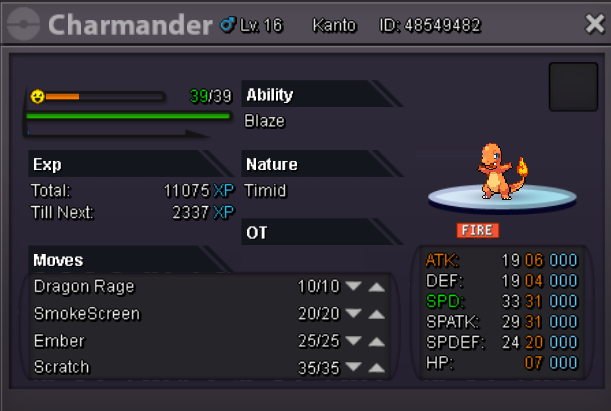 Charmander ♂ Lv. 16 Kanto ID: 48549482
39/39
Ability
Blaze
Exp
Total: 11075 XP
Till Next: 2337 XP
Nature
Timid
OT
FIRE
Moves
Dragon Rage 10/10
SmokeScreen 20/20
Ember 25/25
Scratch 35/35
ATK: 19 06 000
DEF: 19 04 000
SPD: 33 31 000
SPATK: 29 31 000
SPDEF: 24 20 000
HP: 07 000